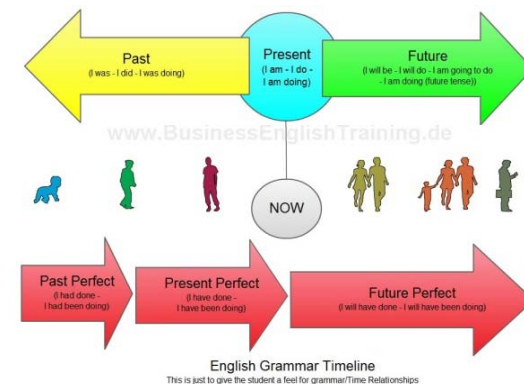 Past
(I was - I did - I was doing)
Present
(I am - I do -
I am doing)
Future
(I will be - I will do - I am going to do
- I am doing (future tense))
www.BusinessEnglishTraining.de
NOW
Past Perfect
(I had done -
I had been doing)
Present Perfect
(I have done -
I have been doing)
Future Perfect
(I will have done - I will have been doing)
English Grammar Timeline
This is just to give the student a feel for grammar/Time Relationships